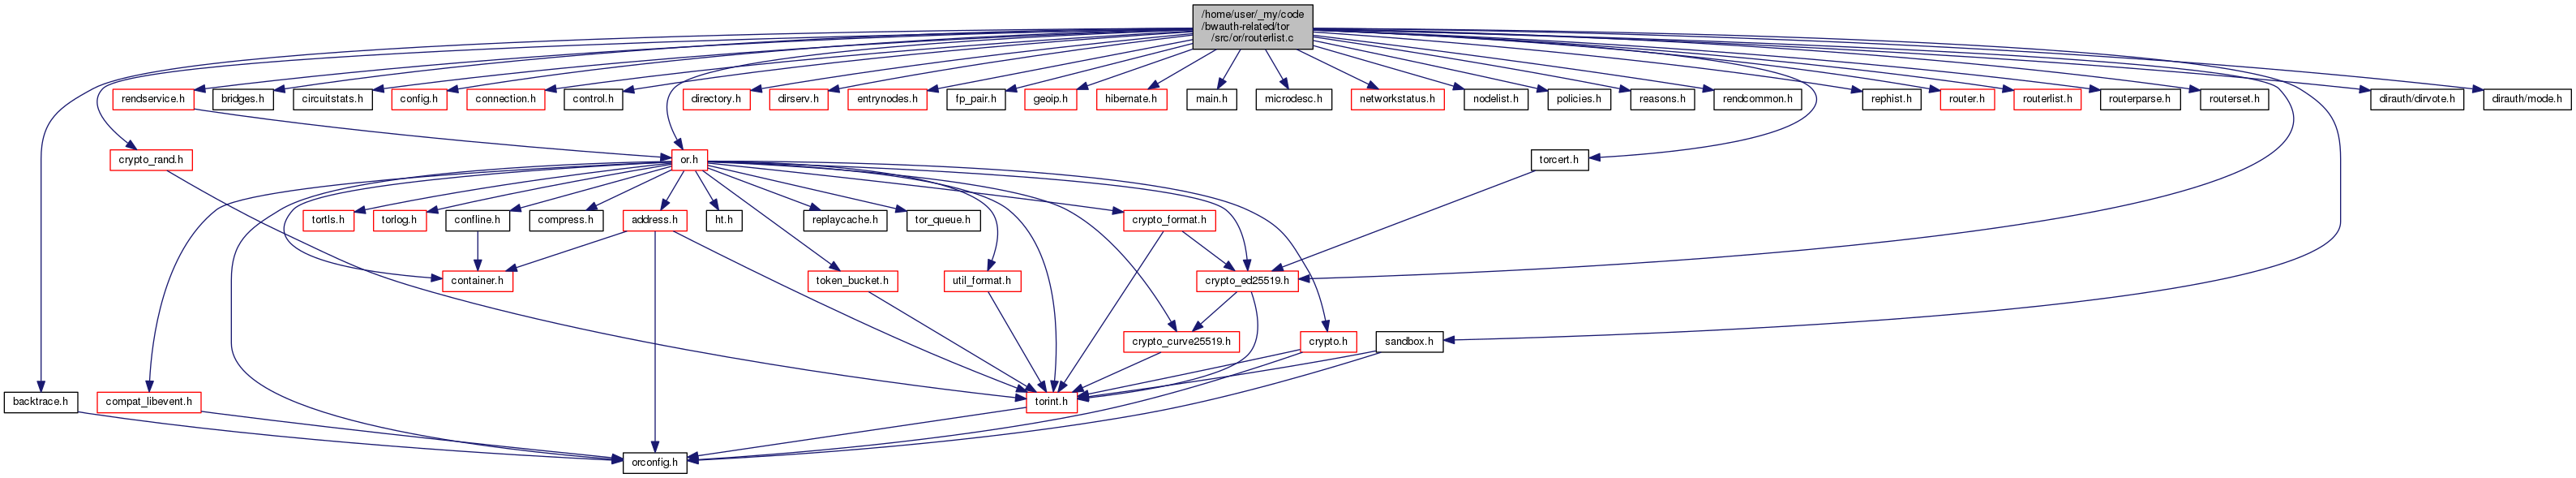 /home/user/_my/code
/bwauth-related/tor
/src/or/routerlist.c
rendservice.h
bridges.h
circuitstats.h
config.h
connection.h
control.h
directory.h
dirserv.h
entrynodes.h
fp_pair.h
geoip.h
hibernate.h
main.h
microdesc.h
networkstatus.h
nodelist.h
policies.h
reasons.h
rendcommon.h
rephist.h
router.h
routerlist.h
routerparse.h
routerset.h
dirauth/dirvote.h
dirauth/mode.h
crypto_rand.h
or.h
torcert.h
tortls.h
torlog.h
confline.h
compress.h
address.h
ht.h
replaycache.h
tor_queue.h
crypto_format.h
container.h
token_bucket.h
util_format.h
crypto_ed25519.h
crypto_curve25519.h
crypto.h
sandbox.h
backtrace.h
compat_libevent.h
torint.h
orconfig.h